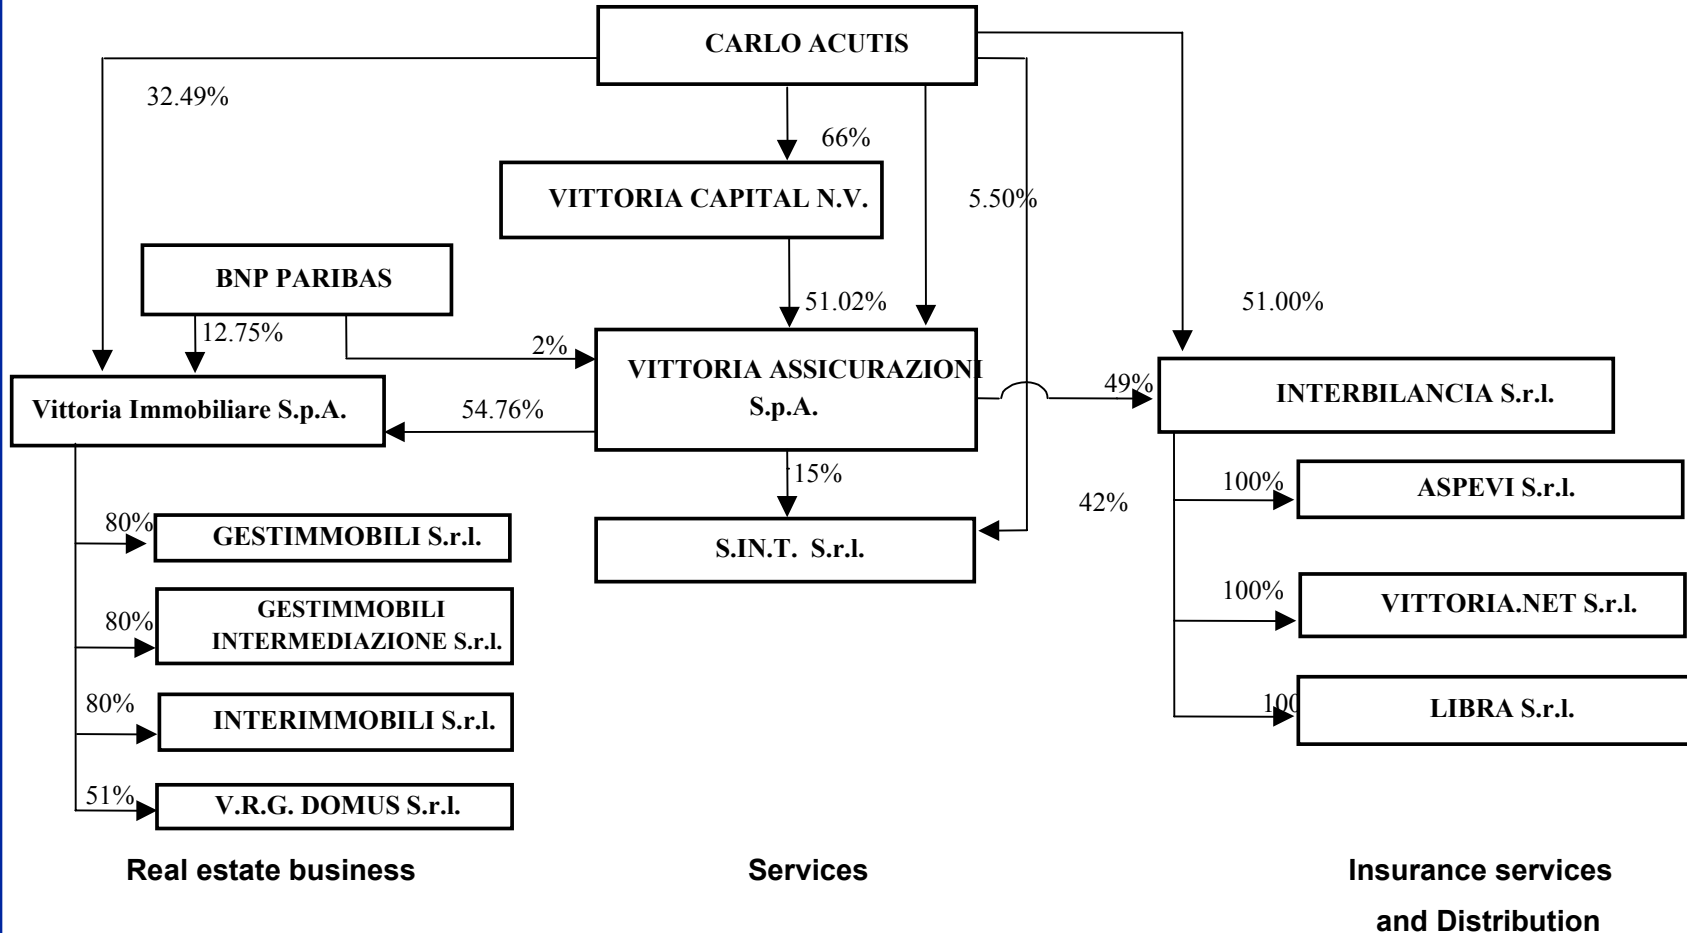 CARLO ACUTIS
32.49%
66%
VITTORIA CAPITAL N.V.
5.50%
BNP PARIBAS
51.02%
51.00%
12.75%
2%
VITTORIA ASSICURAZIONI
S.p.A.
49%
INTERBILANCIA S.r.l.
Vittoria Immobiliare S.p.A.
54.76%
15%
42%
100%
ASPEVI S.r.l.
80%
GESTIMMOBILI S.r.l.
S.IN.T. S.r.l.
100%
VITTORIA.NET S.r.l.
80%
GESTIMMOBILI
INTERMEDIAZIONE S.r.l.
80%
INTERIMMOBILI S.r.l.
100
LIBRA S.r.l.
51%
V.R.G. DOMUS S.r.l.
Real estate business
Services
Insurance services
and Distribution